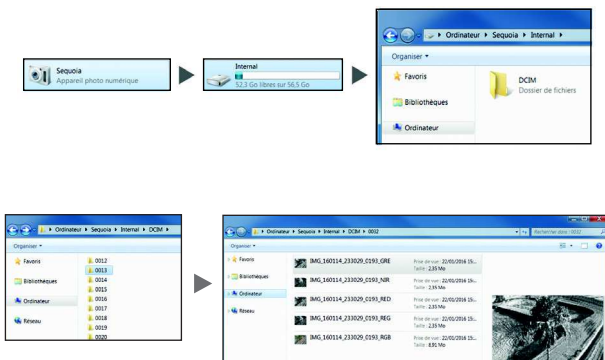 Sequoia
Appareil photo numérique
Internal
52,3 Go libres sur 56,5 Go
Ordinateur ▸ Sequoia ▸ Internal ▸
Organiser
Favoris
Bibliothèques
Ordinateur
DCIM
Dossier de fichiers
Ordinateur ▸ Sequoia ▸ Internal ▸ DCIM ▸
Organiser
Favoris
Bibliothèques
Ordinateur
Réseau
0012
0013
0014
0015
0016
0017
0018
0019
0020
Ordinateur ▸ Sequoia ▸ Internal ▸ DCIM ▸ 0032
Rechercher dans : 0032
Organiser
Favoris
Bibliothèques
Ordinateur
Réseau
IMG_160114_233029_0193_GRE
Prise de vue : 22/01/2016 15...
Taille : 2,35 Mo
IMG_160114_233029_0193_NIR
Prise de vue : 22/01/2016 15...
Taille : 2,35 Mo
IMG_160114_233029_0193_RED
Prise de vue : 22/01/2016 15...
Taille : 2,35 Mo
IMG_160114_233029_0193_REG
Prise de vue : 22/01/2016 15...
Taille : 2,35 Mo
IMG_160114_233029_0193_RGB
Prise de vue : 22/01/2016 15...
Taille : 8,91 Mo